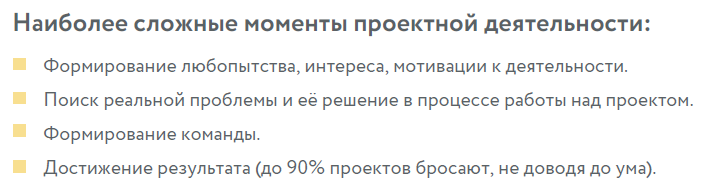 Наиболее сложные моменты проектной деятельности:
Формирование любопытства, интереса, мотивации к деятельности.
Поиск реальной проблемы и её решение в процессе работы над проектом.
Формирование команды.
Достижение результата (до 90% проектов бросают, не доводя до ума).